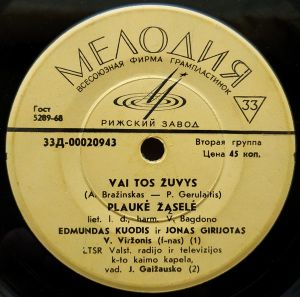 МЕЛОДИЯ
ВСЕСОЮЗНАЯ ФИРМА ГРАМПЛАСТИНОК
33
Гост
5289-68
РИЖСКИЙ ЗАВОД
33Д-00020943
Вторая группа
Цена 45 коп.
VAI TOS ŽUVYS
(A. Bražinskas — P. Gerulaitis)
PLAUKĖ ŽĄSELĖ
liet. l. d., harm. V. Bagdono
EDMUNDAS KUODIS ir JONAS GIRIJOTAS
V. Viržonis (f-nas) (1)
LTSR Valst. radijo ir televizijos
k-to kaimo kapela,
vad. J. Gaižausko (2)